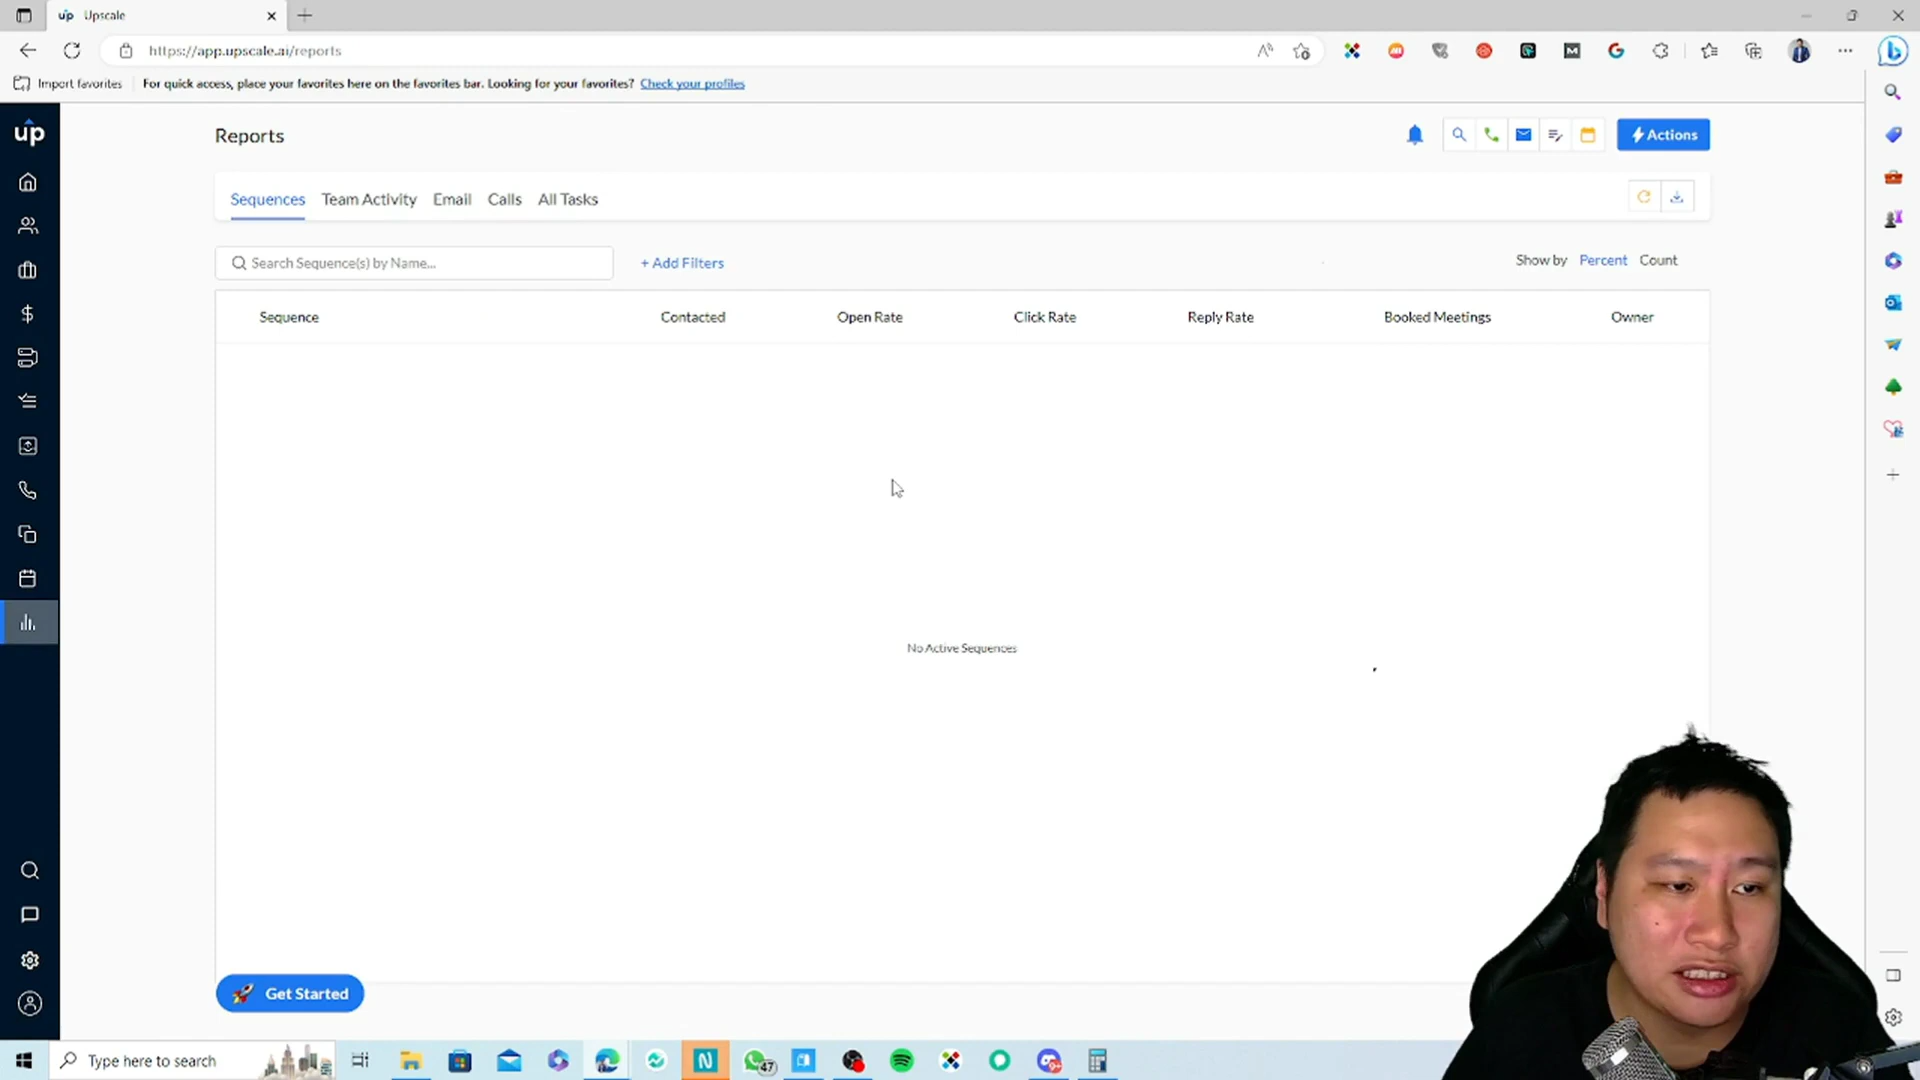 up Upscale
https://app.upscale.ai/reports
Import favorites For quick access, place your favorites here on the favorites bar. Looking for your favorites? Check your profiles
up
Reports
Actions
Sequences Team Activity Email Calls All Tasks
Search Sequence(s) by Name... + Add Filters Show by Percent Count
Sequence Contacted Open Rate Click Rate Reply Rate Booked Meetings Owner
No Active Sequences
Get Started
Type here to search
47